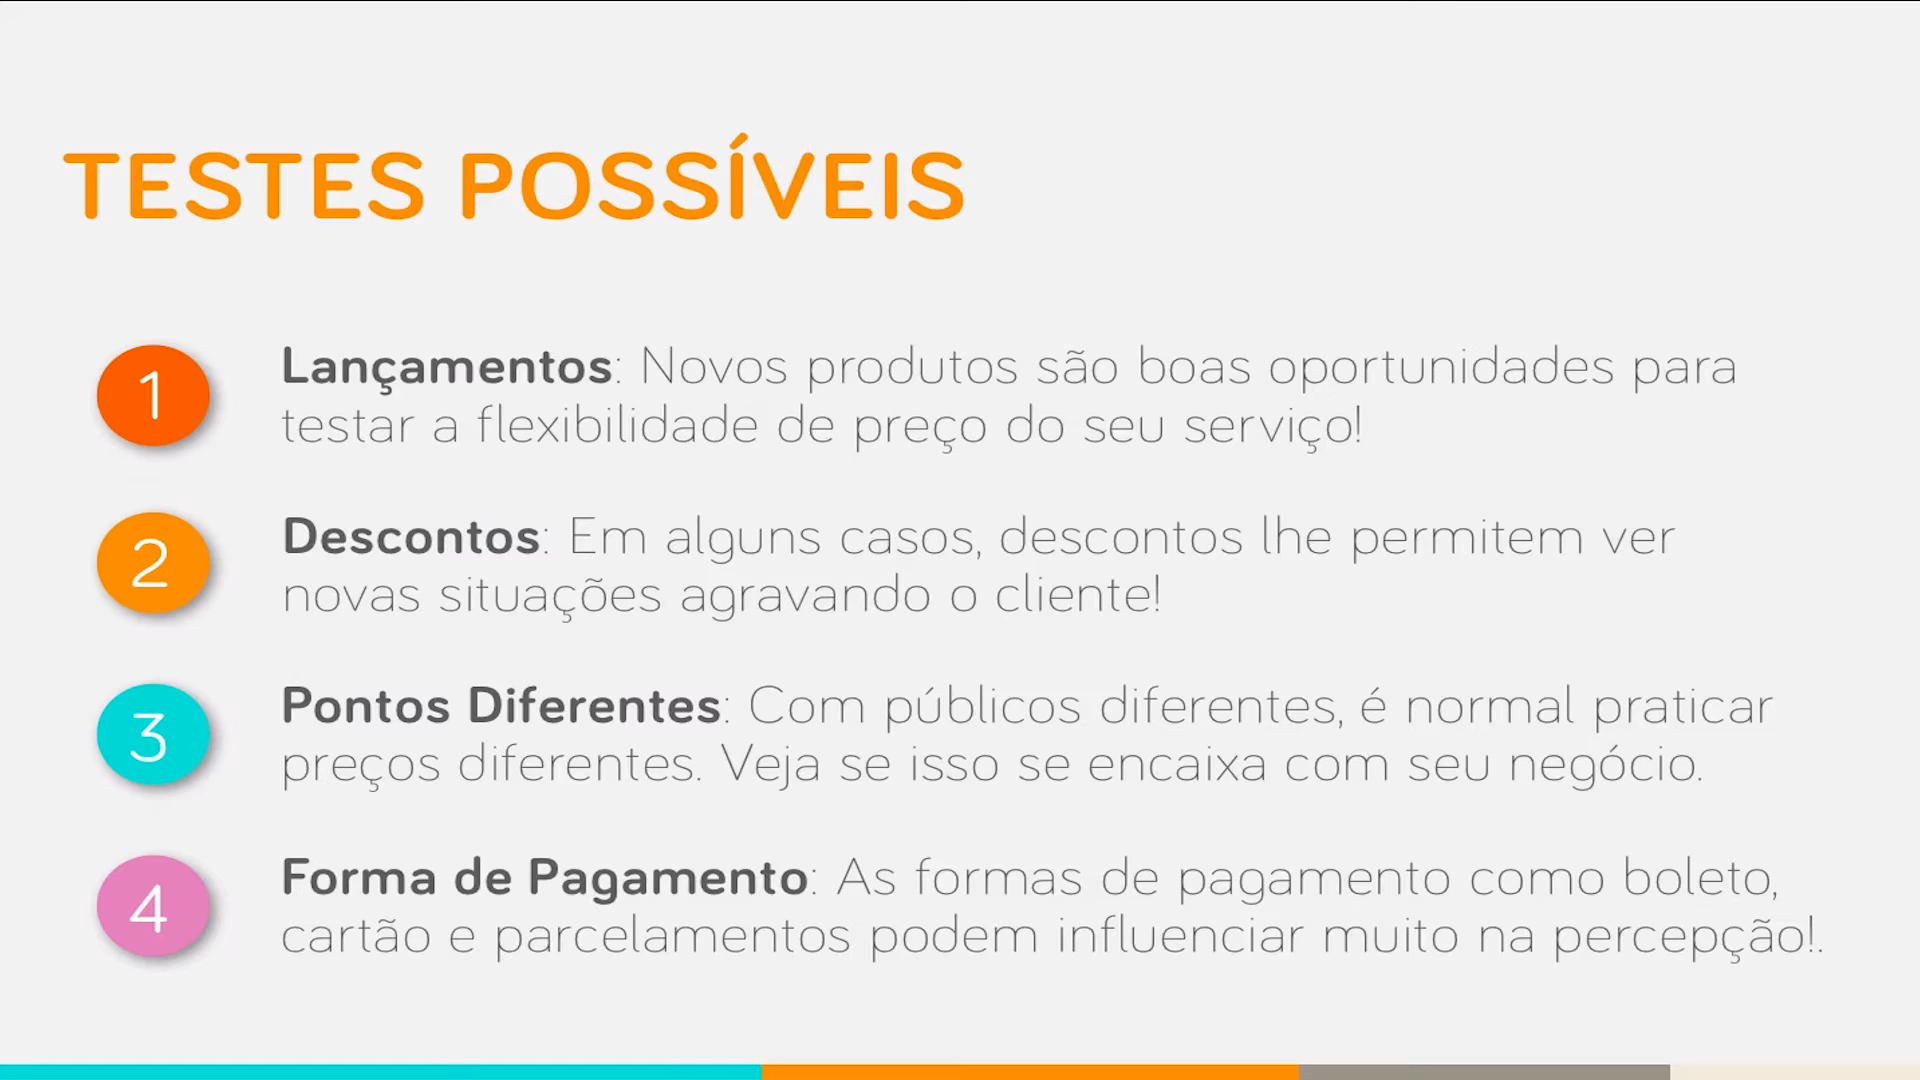 TESTES POSSÍVEIS
1
Lançamentos: Novos produtos são boas oportunidades para
testar a flexibilidade de preço do seu serviço!
2
Descontos: Em alguns casos, descontos lhe permitem ver
novas situações agravando o cliente!
3
Pontos Diferentes: Com públicos diferentes, é normal praticar
preços diferentes. Veja se isso se encaixa com seu negócio.
4
Forma de Pagamento: As formas de pagamento como boleto,
cartão e parcelamentos podem influenciar muito na percepção!.